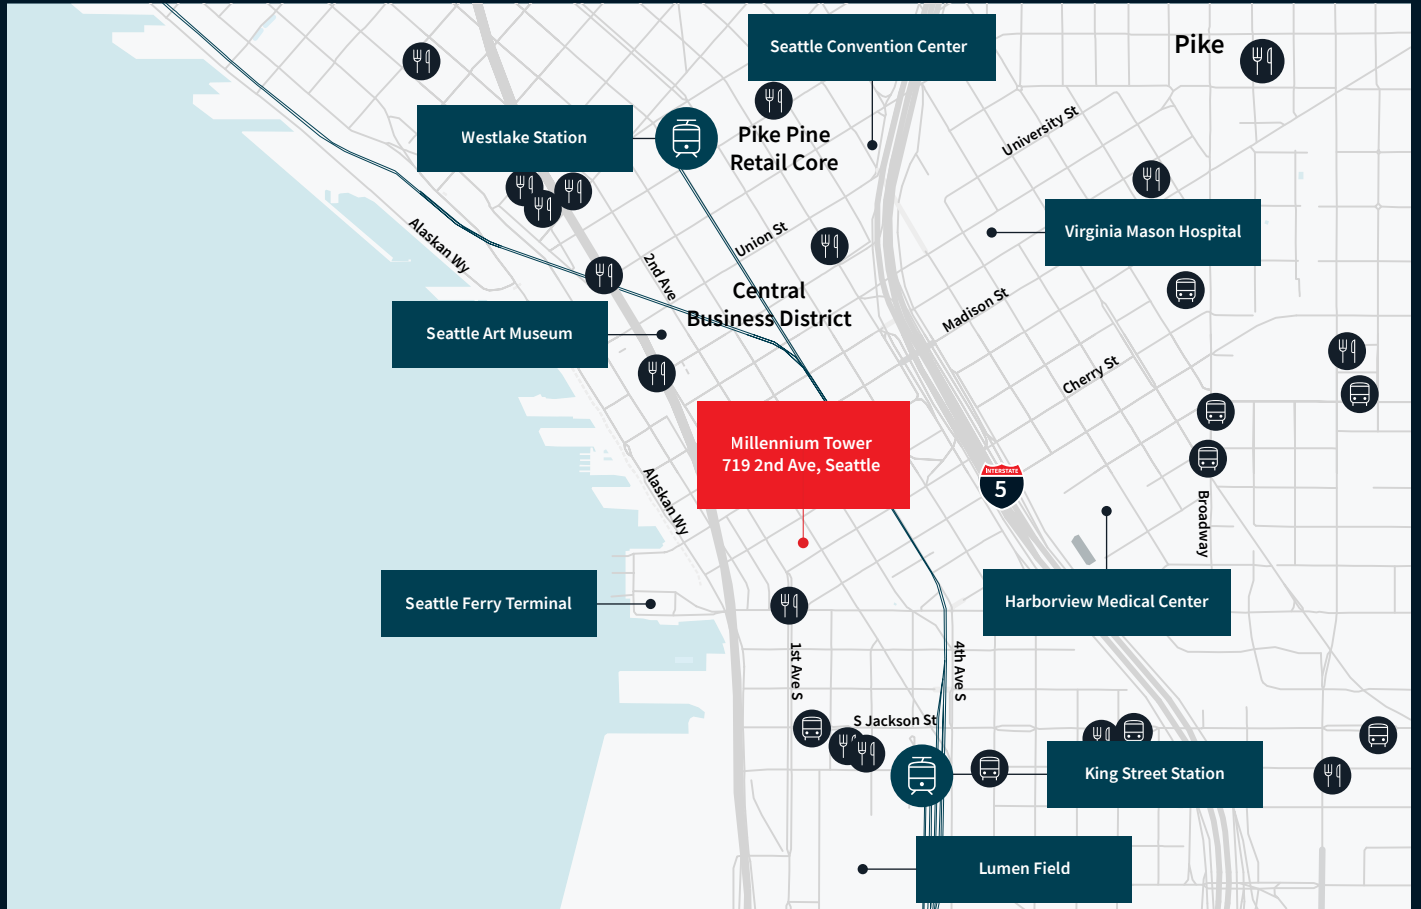 Seattle Convention Center
Pike
Westlake Station
Pike Pine
Retail Core
University St
Virginia Mason Hospital
Alaskan Wy
Union St
2nd Ave
Central
Business District
Madison St
Seattle Art Museum
Cherry St
Millennium Tower
719 2nd Ave, Seattle
INTERSTATE
5
Alaskan Wy
Broadway
Seattle Ferry Terminal
Harborview Medical Center
1st Ave S
4th Ave S
S Jackson St
King Street Station
Lumen Field